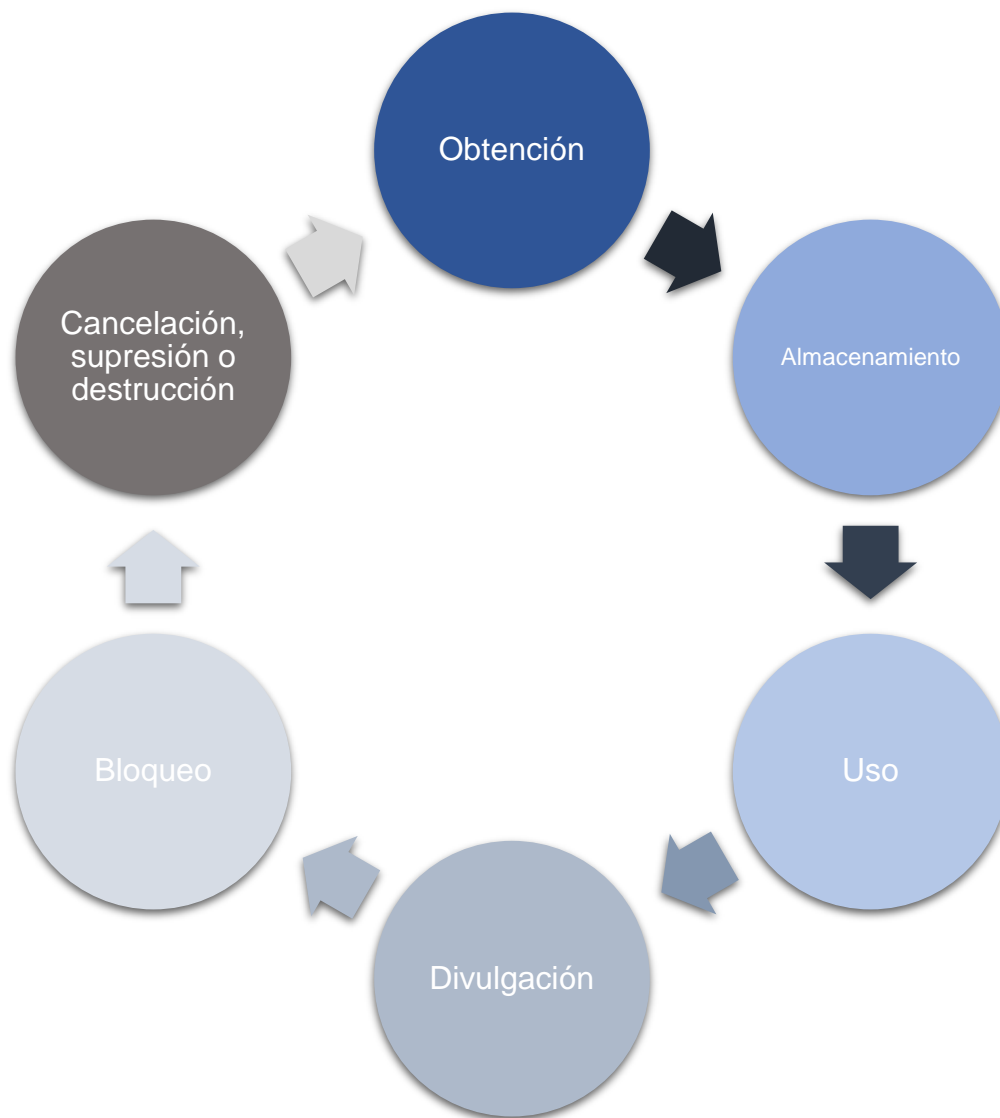 Obtención
Almacenamiento
Uso
Divulgación
Bloqueo
Cancelación,
supresión o
destrucción